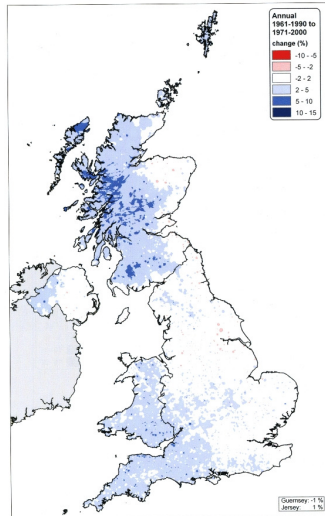 Annual
1961-1990 to
1971-2000
change (%)
-10 - -5
-5 - -2
-2 - 2
2 - 5
5 - 10
10 - 15
Guernsey: -1 %
Jersey: 1 %